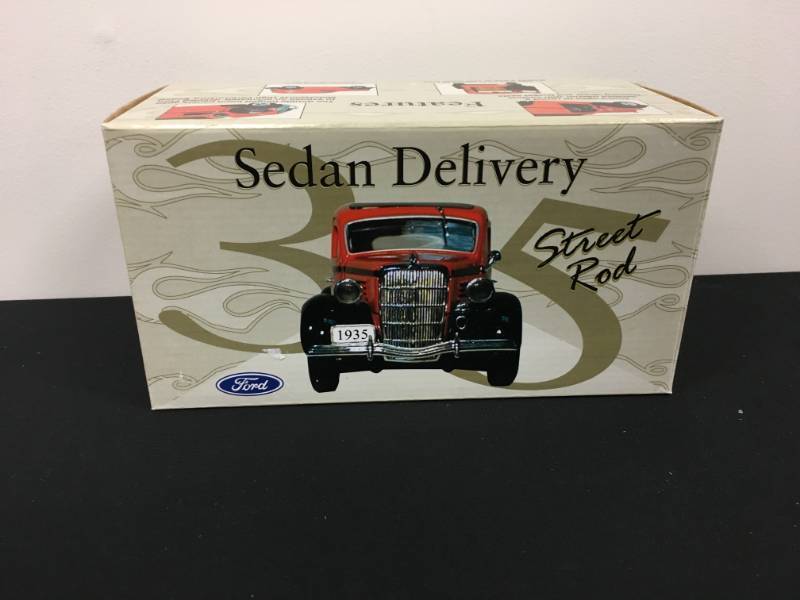 Features
Sedan Delivery
35
Street
Rod
1935
Ford